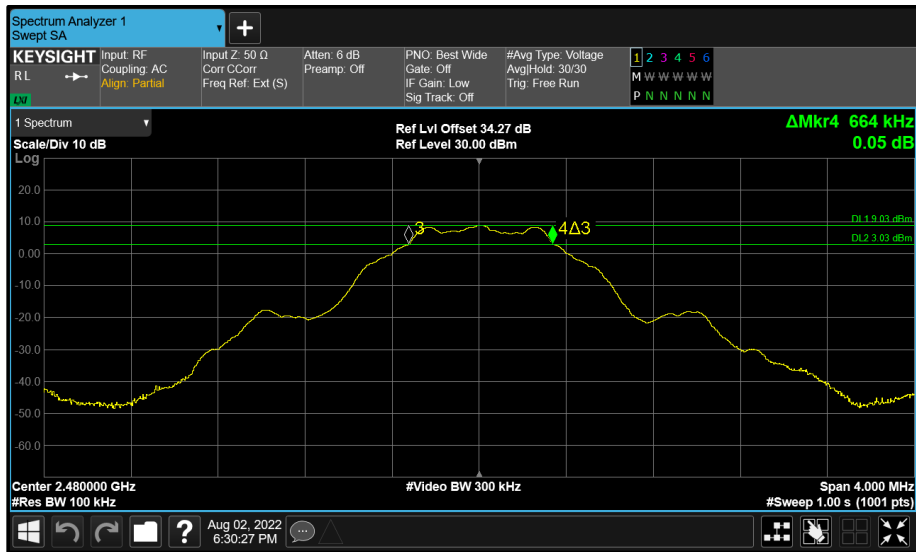 Spectrum Analyzer 1
Swept SA
+
KEYSIGHT
R L
LXI
Input: RF
Coupling: AC
Align: Partial
Input Z: 50 Ω
Corr CCorr
Freq Ref: Ext (S)
Atten: 6 dB
Preamp: Off
PNO: Best Wide
Gate: Off
IF Gain: Low
Sig Track: Off
#Avg Type: Voltage
Avg|Hold: 30/30
Trig: Free Run
1 2 3 4 5 6
M W W W W W
P N N N N N
1 Spectrum
Scale/Div 10 dB
Log
Ref Lvl Offset 34.27 dB
Ref Level 30.00 dBm
ΔMkr4 664 kHz
0.05 dB
20.0
10.0
0.00
-10.0
-20.0
-30.0
-40.0
-50.0
-60.0
3
4Δ3
DL1 9.03 dBm
DL2 3.03 dBm
Center 2.480000 GHz
#Res BW 100 kHz
#Video BW 300 kHz
Span 4.000 MHz
#Sweep 1.00 s (1001 pts)
?
Aug 02, 2022
6:30:27 PM